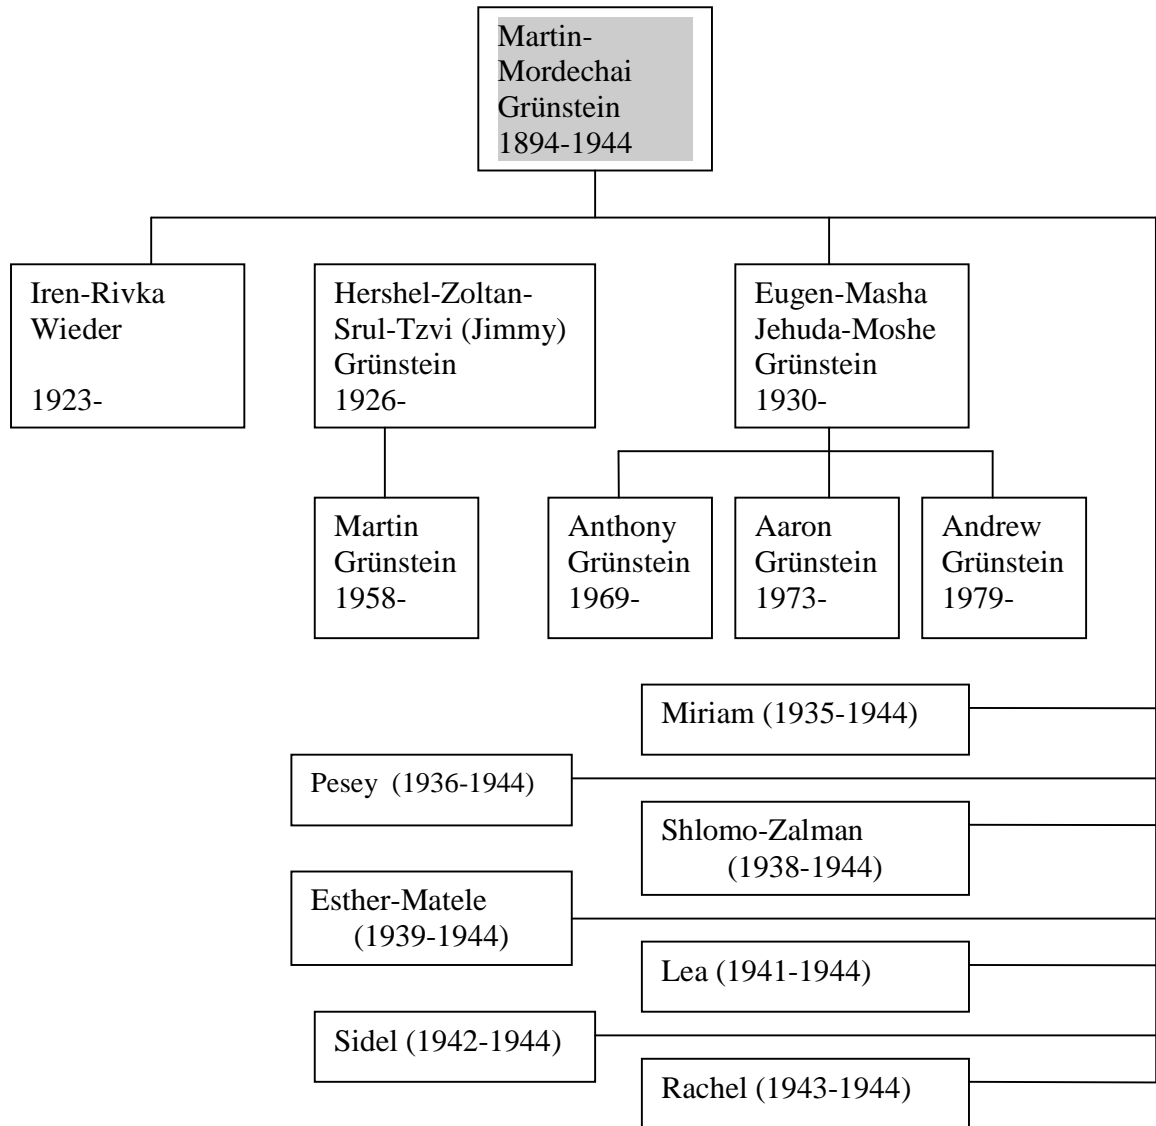 Martin-
Mordechai
Grünstein
1894-1944
Iren-Rivka
Wieder
1923-
Hershel-Zoltan-
Srul-Tzvi (Jimmy)
Grünstein
1926-
Eugen-Masha
Jehuda-Moshe
Grünstein
1930-
Martin
Grünstein
1958-
Anthony
Grünstein
1969-
Aaron
Grünstein
1973-
Andrew
Grünstein
1979-
Miriam (1935-1944)
Pesey (1936-1944)
Shlomo-Zalman
(1938-1944)
Esther-Matele
(1939-1944)
Lea (1941-1944)
Sidel (1942-1944)
Rachel (1943-1944)